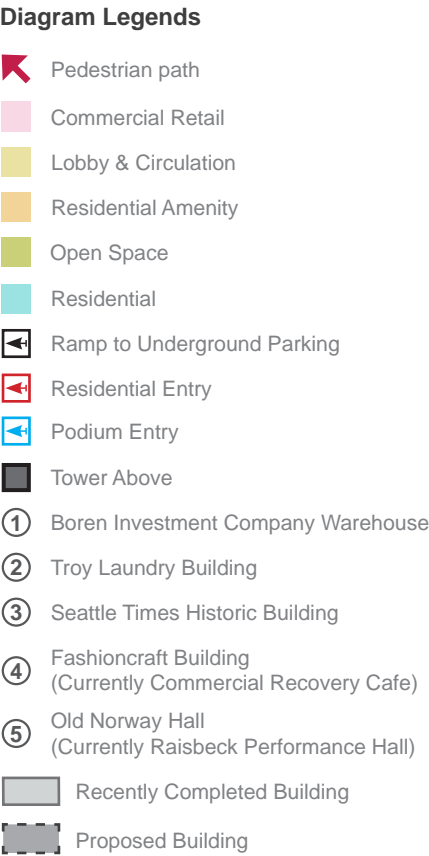 Diagram Legends
Pedestrian path
Commercial Retail
Lobby & Circulation
Residential Amenity
Open Space
Residential
Ramp to Underground Parking
Residential Entry
Podium Entry
Tower Above
1 Boren Investment Company Warehouse
2 Troy Laundry Building
3 Seattle Times Historic Building
4 Fashioncraft Building
(Currently Commercial Recovery Cafe)
5 Old Norway Hall
(Currently Raisbeck Performance Hall)
Recently Completed Building
Proposed Building